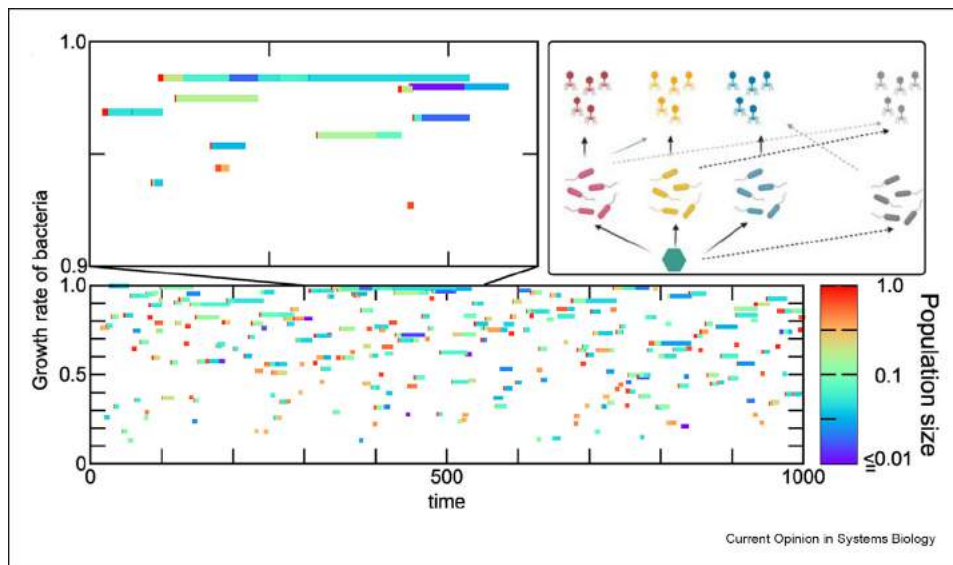 1.0
0.9
Growth rate of bacteria
1.0
0.5
0
0
500
1000
time
1.0
0.1
≤0.01
Population size
Current Opinion in Systems Biology